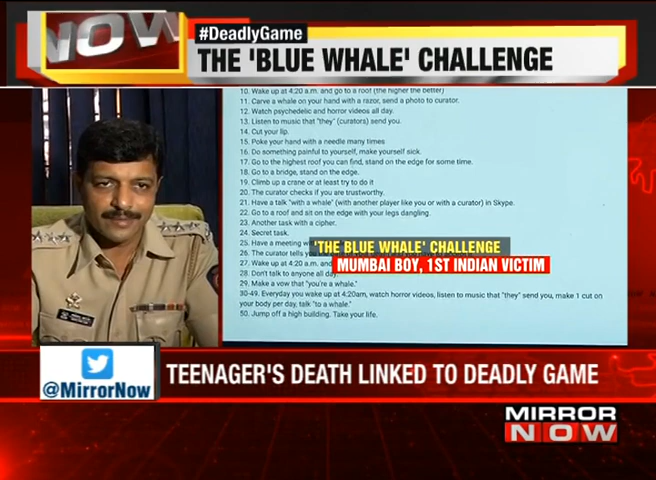 NOW
#DeadlyGame
THE 'BLUE WHALE' CHALLENGE
10. Wake up at 4:20 a.m. and go to a roof (the higher the better)
11. Carve a whale on your hand with a razor, send a photo to curator.
12. Watch psychedelic and horror videos all day.
13. Listen to music that "they" (curators) send you.
14. Cut your lip.
15. Poke your hand with a needle many times
16. Do something painful to yourself, make yourself sick.
17. Go to the highest roof you can find, stand on the edge for some time.
18. Go to a bridge, stand on the edge.
19. Climb up a crane or at least try to do it
20. The curator checks if you are trustworthy.
21. Have a talk "with a whale" (with another player like you or with a curator) in Skype.
22. Go to a roof and sit on the edge with your legs dangling.
23. Another task with a cipher.
24. Secret task.
25. Have a meeting
26. The curator tells
27. Wake up at 4:20 a.m. and
28. Don't talk to anyone all day.
29. Make a vow that "you're a whale."
30-49. Everyday you wake up at 4:20am, watch horror videos, listen to music that "they" send you, make 1 cut on
your body per day, talk "to a whale."
50. Jump off a high building. Take your life.
'THE BLUE WHALE' CHALLENGE
MUMBAI BOY, 1ST INDIAN VICTIM
@MirrorNow
TEENAGER'S DEATH LINKED TO DEADLY GAME
MIRROR
NOW